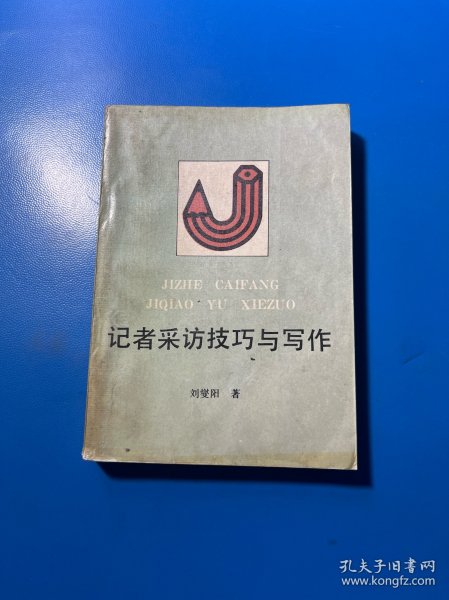 JIZHE CAIFANG
JIQIAO YU XIEZUO
记者采访技巧与写作
刘燮阳 著
孔夫子旧书网
www.kongfz.com